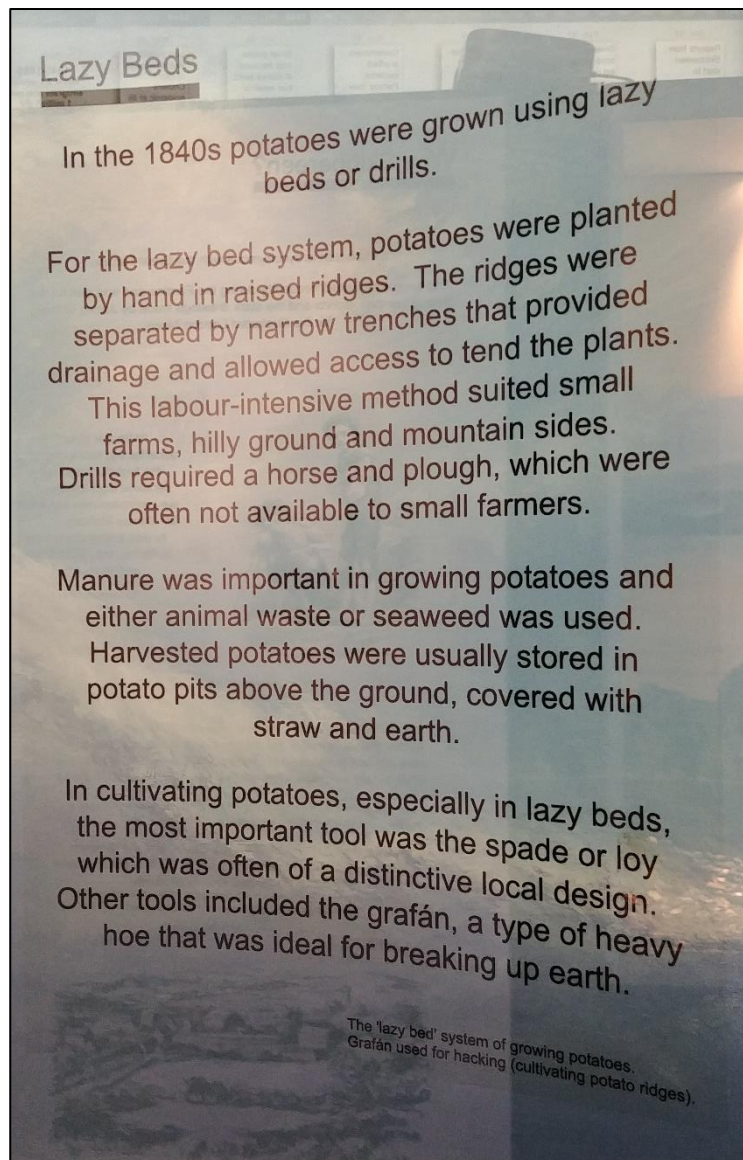 Lazy Beds
In the 1840s potatoes were grown using lazy
beds or drills.
For the lazy bed system, potatoes were planted
by hand in raised ridges. The ridges were
separated by narrow trenches that provided
drainage and allowed access to tend the plants.
This labour-intensive method suited small
farms, hilly ground and mountain sides.
Drills required a horse and plough, which were
often not available to small farmers.
Manure was important in growing potatoes and
either animal waste or seaweed was used.
Harvested potatoes were usually stored in
potato pits above the ground, covered with
straw and earth.
In cultivating potatoes, especially in lazy beds,
the most important tool was the spade or loy
which was often of a distinctive local design.
Other tools included the grafán, a type of heavy
hoe that was ideal for breaking up earth.
The 'lazy bed' system of growing potatoes.
Grafán used for hacking (cultivating potato ridges).